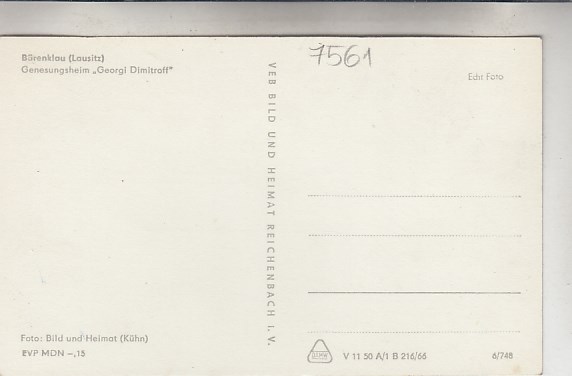 Bärenklau (Lausitz)
Genesungsheim „Georgi Dimitroff"
7561
Echt Foto
VEB BILD UND HEIMAT REICHENBACH I. V.
Foto: Bild und Heimat (Kühn)
EVP MDN –,15
V 11 50 A/1 B 216/66
6/748